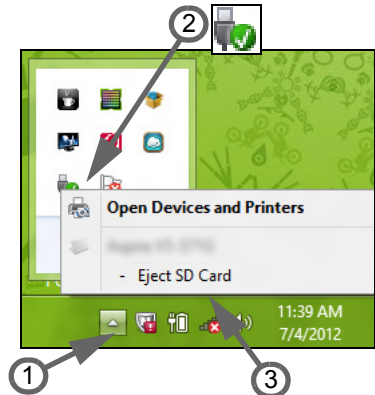 2
Open Devices and Printers
- Eject SD Card
11:39 AM
7/4/2012
1
3